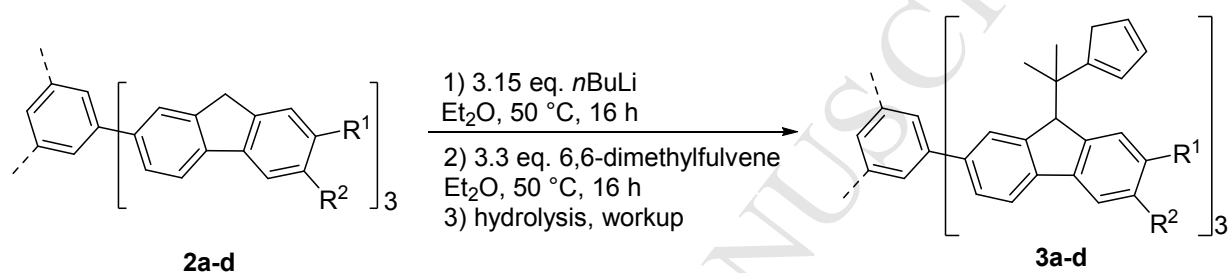 1) 3.15 eq. nBuLi
Et₂O, 50 °C, 16 h
2) 3.3 eq. 6,6-dimethylfulvene
Et₂O, 50 °C, 16 h
3) hydrolysis, workup
R¹
R²
3
2a-d
R¹
R²
3
3a-d
NUSCR